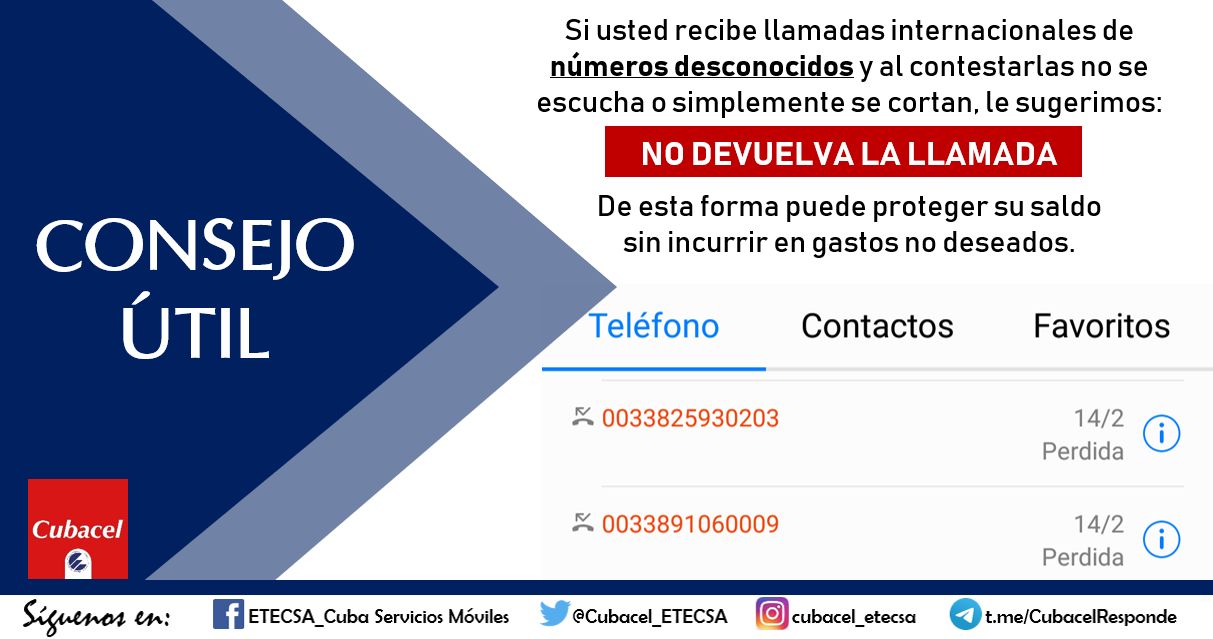 Si usted recibe llamadas internacionales de
números desconocidos y al contestarlas no se
escucha o simplemente se cortan, le sugerimos:
NO DEVUELVA LA LLAMADA
De esta forma puede proteger su saldo
sin incurrir en gastos no deseados.
CONSEJO
ÚTIL
Teléfono Contactos Favoritos
0033825930203 14/2
Perdida
0033891060009 14/2
Perdida
Cubacel
Síguenos en: ETECSA_Cuba Servicios Móviles @Cubacel_ETECSA cubacel_etecsa t.me/CubacelResponde